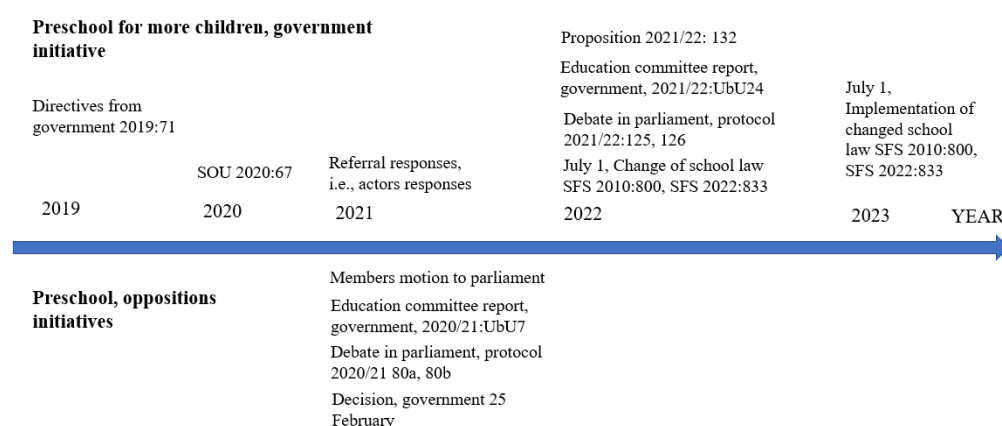 Preschool for more children, government
initiative
Directives from
government 2019:71
SOU 2020:67
Referral responses,
i.e., actors responses
Proposition 2021/22: 132
Education committee report,
government, 2021/22:UbU24
Debate in parliament, protocol
2021/22:125, 126
July 1, Change of school law
SFS 2010:800, SFS 2022:833
July 1,
Implementation of
changed school
law SFS 2010:800,
SFS 2022:833
2019
2020
2021
2022
2023
YEAR
Preschool, oppositions
initiatives
Members motion to parliament
Education committee report,
government, 2020/21:UbU7
Debate in parliament, protocol
2020/21 80a, 80b
Decision, government 25
February